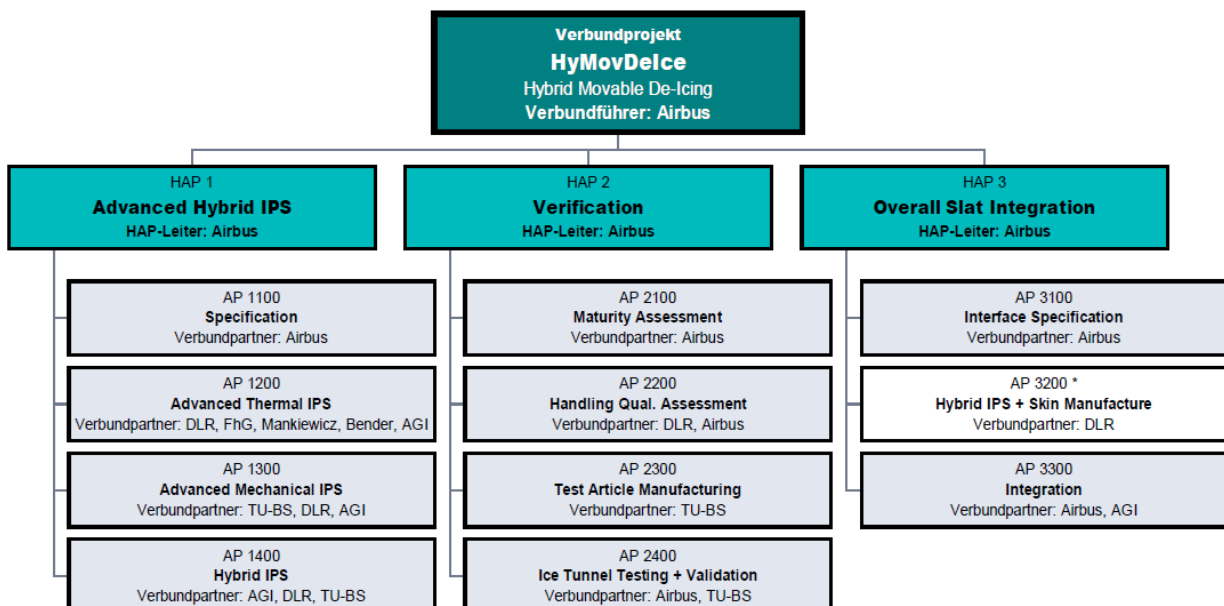 Verbundprojekt
HyMovDeIce
Hybrid Movable De-Icing
Verbundführer: Airbus
HAP 1
Advanced Hybrid IPS
HAP-Leiter: Airbus
AP 1100
Specification
Verbundpartner: Airbus
AP 1200
Advanced Thermal IPS
Verbundpartner: DLR, FhG, Mankiewicz, Bender, AGI
AP 1300
Advanced Mechanical IPS
Verbundpartner: TU-BS, DLR, AGI
AP 1400
Hybrid IPS
Verbundpartner: AGI, DLR, TU-BS
HAP 2
Verification
HAP-Leiter: Airbus
AP 2100
Maturity Assessment
Verbundpartner: Airbus
AP 2200
Handling Qual. Assessment
Verbundpartner: DLR, Airbus
AP 2300
Test Article Manufacturing
Verbundpartner: TU-BS
AP 2400
Ice Tunnel Testing + Validation
Verbundpartner: Airbus, TU-BS
HAP 3
Overall Slat Integration
HAP-Leiter: Airbus
AP 3100
Interface Specification
Verbundpartner: Airbus
AP 3200 *
Hybrid IPS + Skin Manufacture
Verbundpartner: DLR
AP 3300
Integration
Verbundpartner: Airbus, AGI